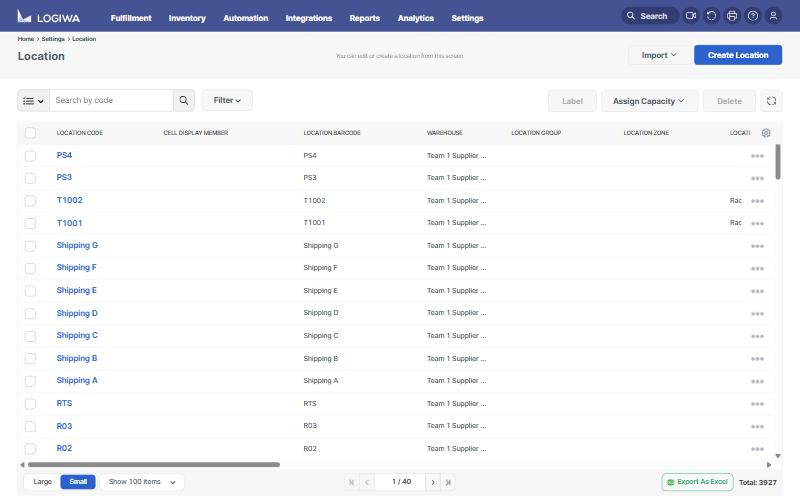 LOGIWA Fulfillment Inventory Automation Integrations Reports Analytics Settings Search
Home > Settings > Location
Location You can edit or create a location from this screen. Import Create Location
Search by code Filter Label Assign Capacity Delete
LOCATION CODE CELL DISPLAY MEMBER LOCATION BARCODE WAREHOUSE LOCATION GROUP LOCATION ZONE LOCATI
PS4 PS4 Team 1 Supplier ...
PS3 PS3 Team 1 Supplier ...
T1002 T1002 Team 1 Supplier ... Rac
T1001 T1001 Team 1 Supplier ... Rac
Shipping G Shipping G Team 1 Supplier ...
Shipping F Shipping F Team 1 Supplier ...
Shipping E Shipping E Team 1 Supplier ...
Shipping D Shipping D Team 1 Supplier ...
Shipping C Shipping C Team 1 Supplier ...
Shipping B Shipping B Team 1 Supplier ...
Shipping A Shipping A Team 1 Supplier ...
RTS RTS Team 1 Supplier ...
R03 R03 Team 1 Supplier ...
R02 R02 Team 1 Supplier ...
Large Small Show 100 items 1 / 40 Export As Excel Total: 3927